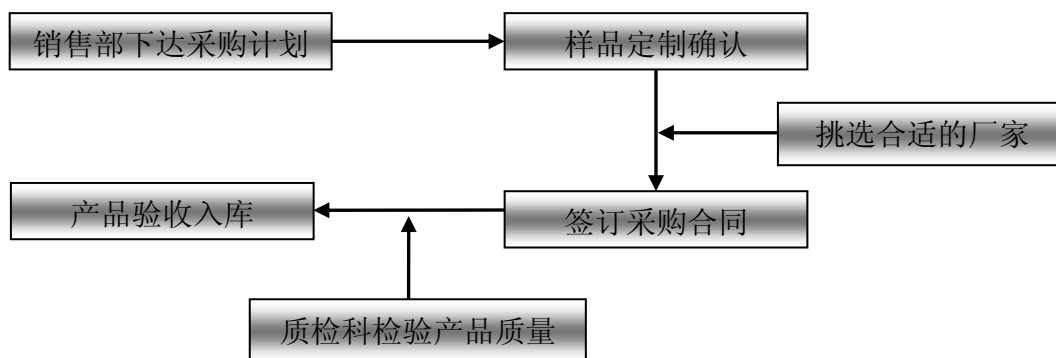 销售部下达采购计划
样品定制确认
挑选合适的厂家
产品验收入库
签订采购合同
质检科检验产品质量